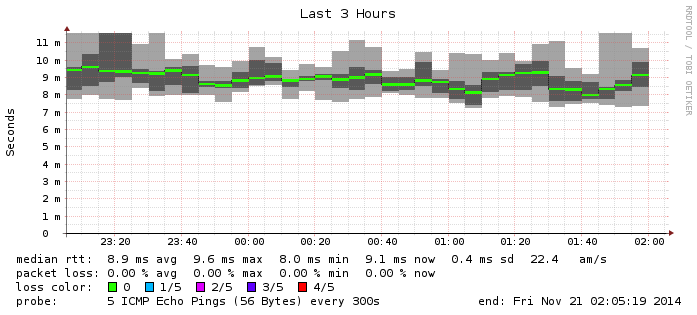 Last 3 Hours
RRDTOOL / TOBI OETIKER
Seconds
11 m
10 m
9 m
8 m
7 m
6 m
5 m
4 m
3 m
2 m
1 m
0
23:20 23:40 00:00 00:20 00:40 01:00 01:20 01:40 02:00
median rtt: 8.9 ms avg 9.6 ms max 8.0 ms min 9.1 ms now 0.4 ms sd 22.4 am/s
packet loss: 0.00 % avg 0.00 % max 0.00 % min 0.00 % now
loss color: 0 1/5 2/5 3/5 4/5
probe: 5 ICMP Echo Pings (56 Bytes) every 300s end: Fri Nov 21 02:05:19 2014